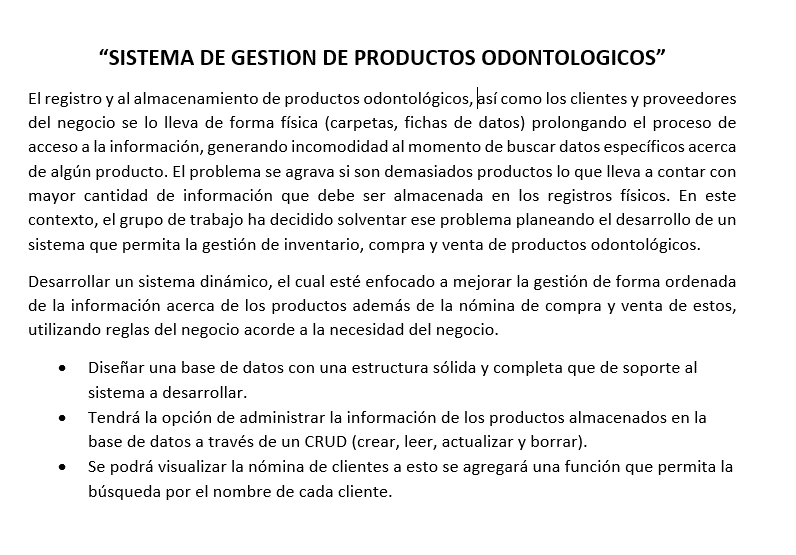 “SISTEMA DE GESTION DE PRODUCTOS ODONTOLOGICOS”
El registro y al almacenamiento de productos odontológicos, así como los clientes y proveedores
del negocio se lo lleva de forma física (carpetas, fichas de datos) prolongando el proceso de
acceso a la información, generando incomodidad al momento de buscar datos específicos acerca
de algún producto. El problema se agrava si son demasiados productos lo que lleva a contar con
mayor cantidad de información que debe ser almacenada en los registros físicos. En este
contexto, el grupo de trabajo ha decidido solventar ese problema planeando el desarrollo de un
sistema que permita la gestión de inventario, compra y venta de productos odontológicos.
Desarrollar un sistema dinámico, el cual esté enfocado a mejorar la gestión de forma ordenada
de la información acerca de los productos además de la nómina de compra y venta de estos,
utilizando reglas del negocio acorde a la necesidad del negocio.
• Diseñar una base de datos con una estructura sólida y completa que de soporte al
sistema a desarrollar.
• Tendrá la opción de administrar la información de los productos almacenados en la
base de datos a través de un CRUD (crear, leer, actualizar y borrar).
• Se podrá visualizar la nómina de clientes a esto se agregará una función que permita la
búsqueda por el nombre de cada cliente.